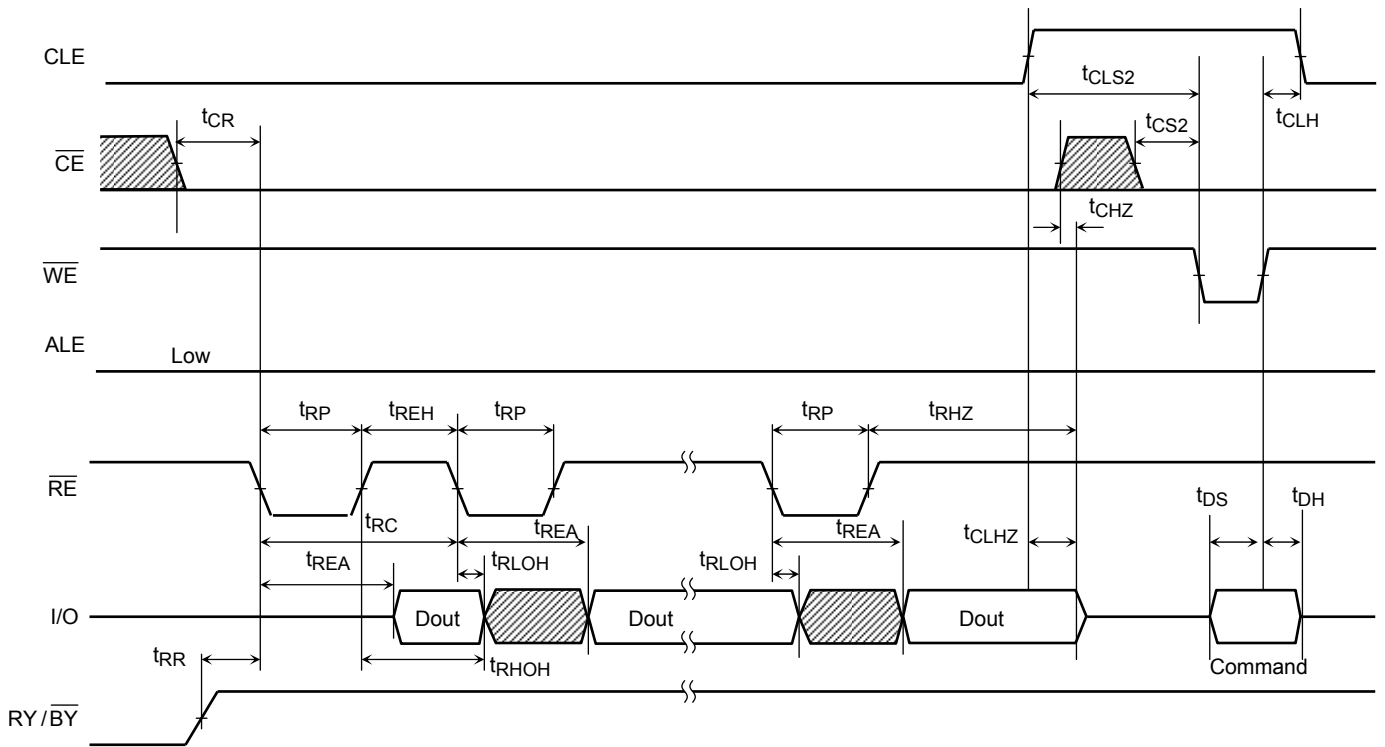 CLE
tCLS2
tCR
tCS2
tCLH
CE
tCHZ
WE
ALE
Low
tRP
tREH
tRP
tRP
tRHZ
RE
tRC
tREA
tREA
tCLHZ
tDS
tDH
tREA
tRLOH
tRLOH
I/O
Dout
Dout
Dout
tRR
tRHOH
Command
RY/BY